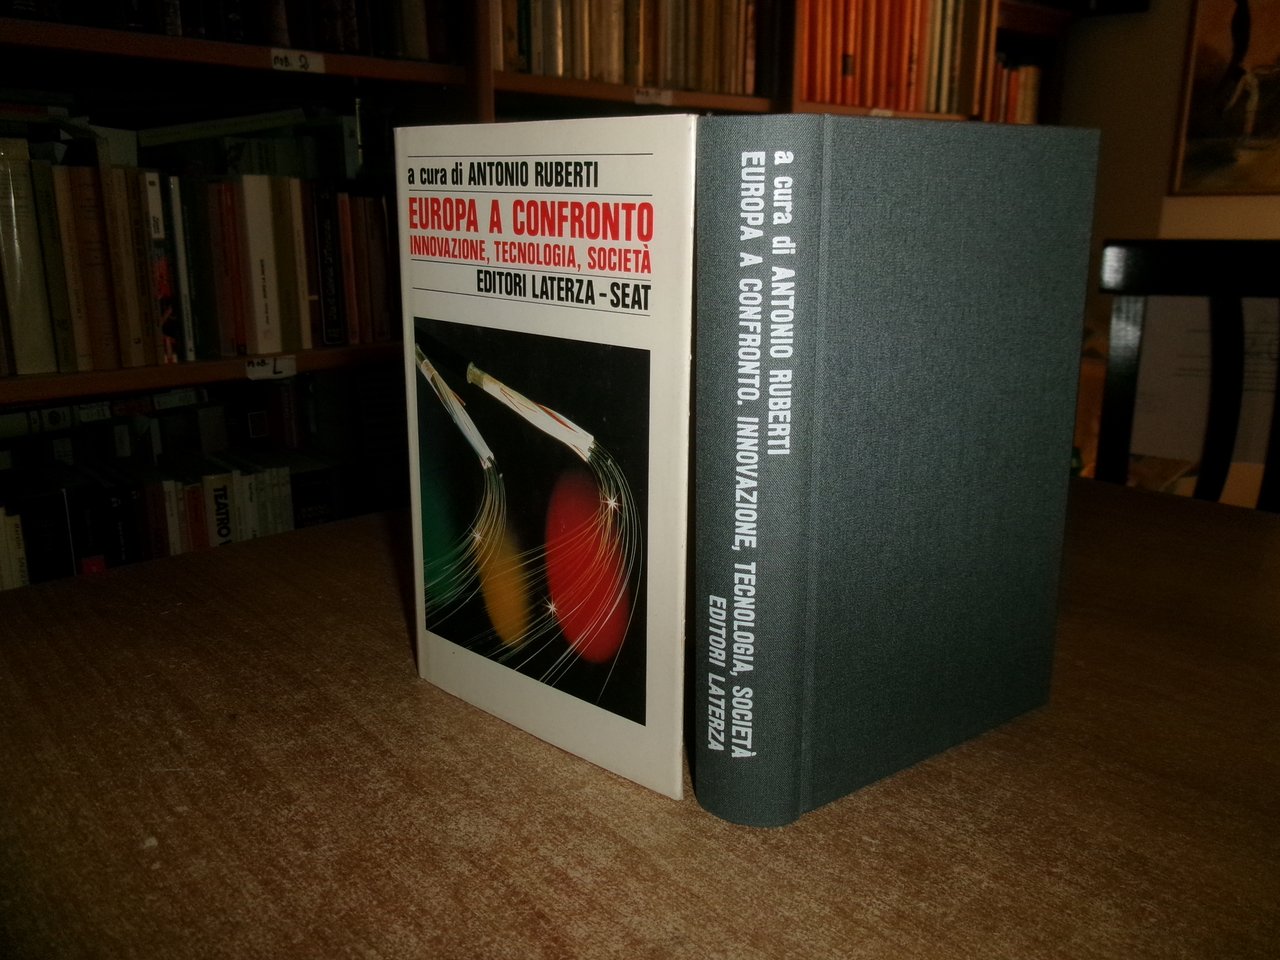 a cura di ANTONIO RUBERTI
EUROPA A CONFRONTO
INNOVAZIONE, TECNOLOGIA, SOCIETÀ
EDITORI LATERZA - SEAT
a cura di ANTONIO RUBERTI
EUROPA A CONFRONTO. INNOVAZIONE, TECNOLOGIA, SOCIETÀ
EDITORI LATERZA
TEATRO